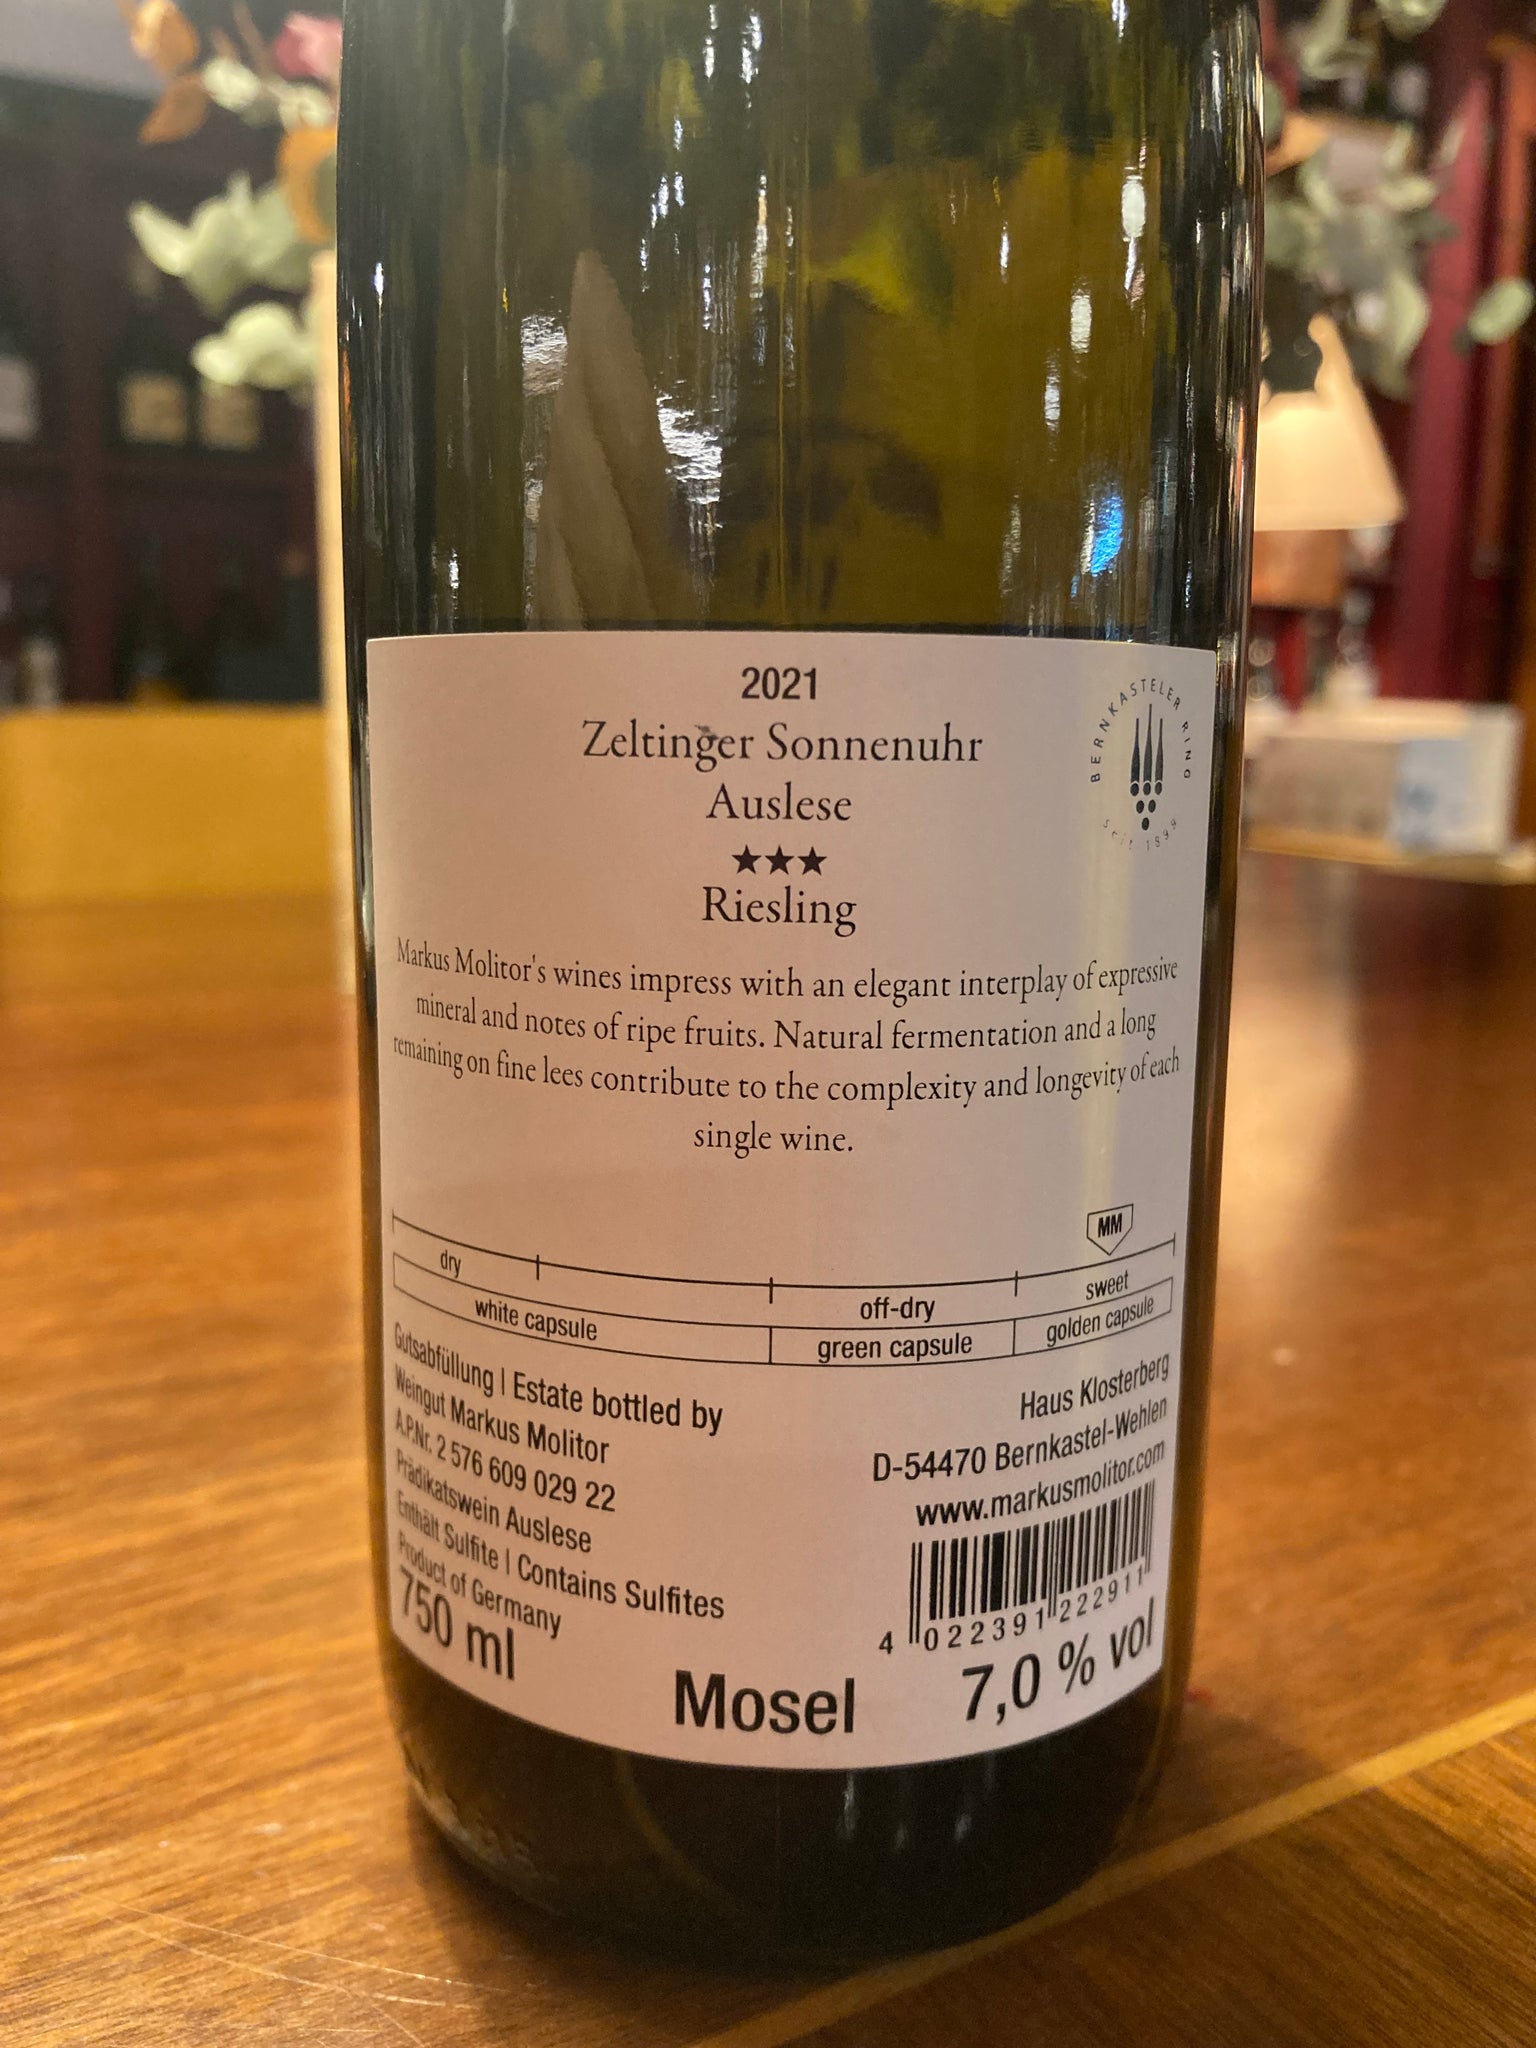 2021
Zeltinger Sonnenuhr
Auslese
★★★
Riesling
BERNKASTELER RING
seit 1899
Markus Molitor's wines impress with an elegant interplay of expressive
mineral and notes of ripe fruits. Natural fermentation and a long
remaining on fine lees contribute to the complexity and longevity of each
single wine.
MM
dry
off-dry
sweet
white capsule
green capsule
golden capsule
Gutsabfüllung | Estate bottled by
Weingut Markus Molitor
A.P.Nr. 2 576 609 029 22
Prädikatswein Auslese
Enthält Sulfite | Contains Sulfites
Product of Germany
750 ml
Haus Klosterberg
D-54470 Bernkastel-Wehlen
www.markusmolitor.com
4 022391 222911
Mosel
7,0 % vol